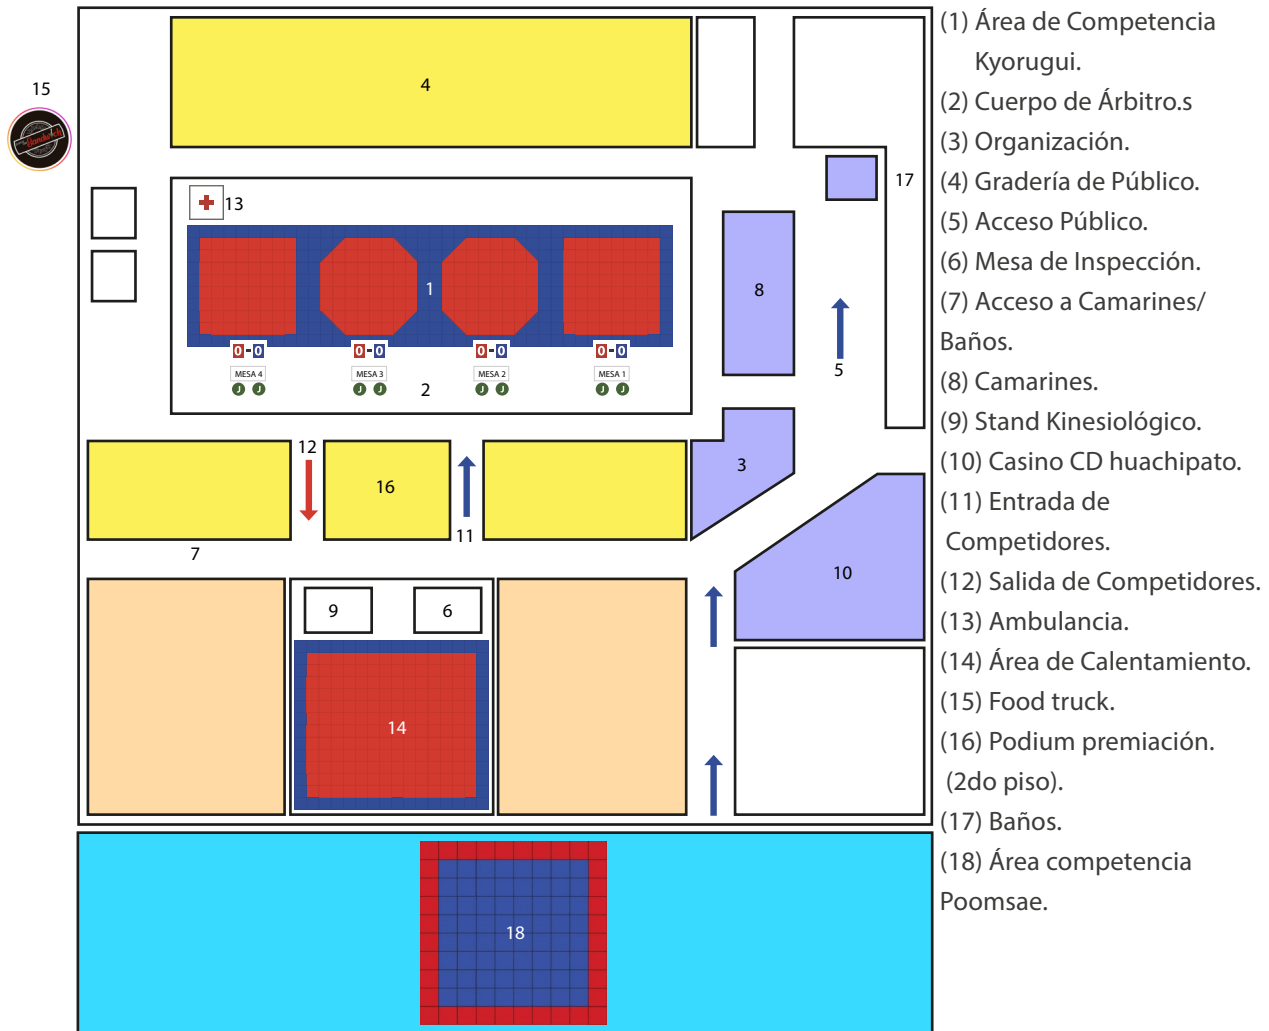 (1) Área de Competencia
Kyorugui.
(2) Cuerpo de Árbitro.s
(3) Organización.
(4) Gradería de Público.
(5) Acceso Público.
(6) Mesa de Inspección.
(7) Acceso a Camarines/
Baños.
(8) Camarines.
(9) Stand Kinesiológico.
(10) Casino CD huachipato.
(11) Entrada de
Competidores.
(12) Salida de Competidores.
(13) Ambulancia.
(14) Área de Calentamiento.
(15) Food truck.
(16) Podium premiación.
(2do piso).
(17) Baños.
(18) Área competencia
Poomsae.
4
15
Sandwich
17
13
8
1
5
0-0 0-0 0-0 0-0
MESA 4 MESA 3 MESA 2 MESA 1
J J J J J J J J
2
12
3
16
11
7
10
9
6
14
18